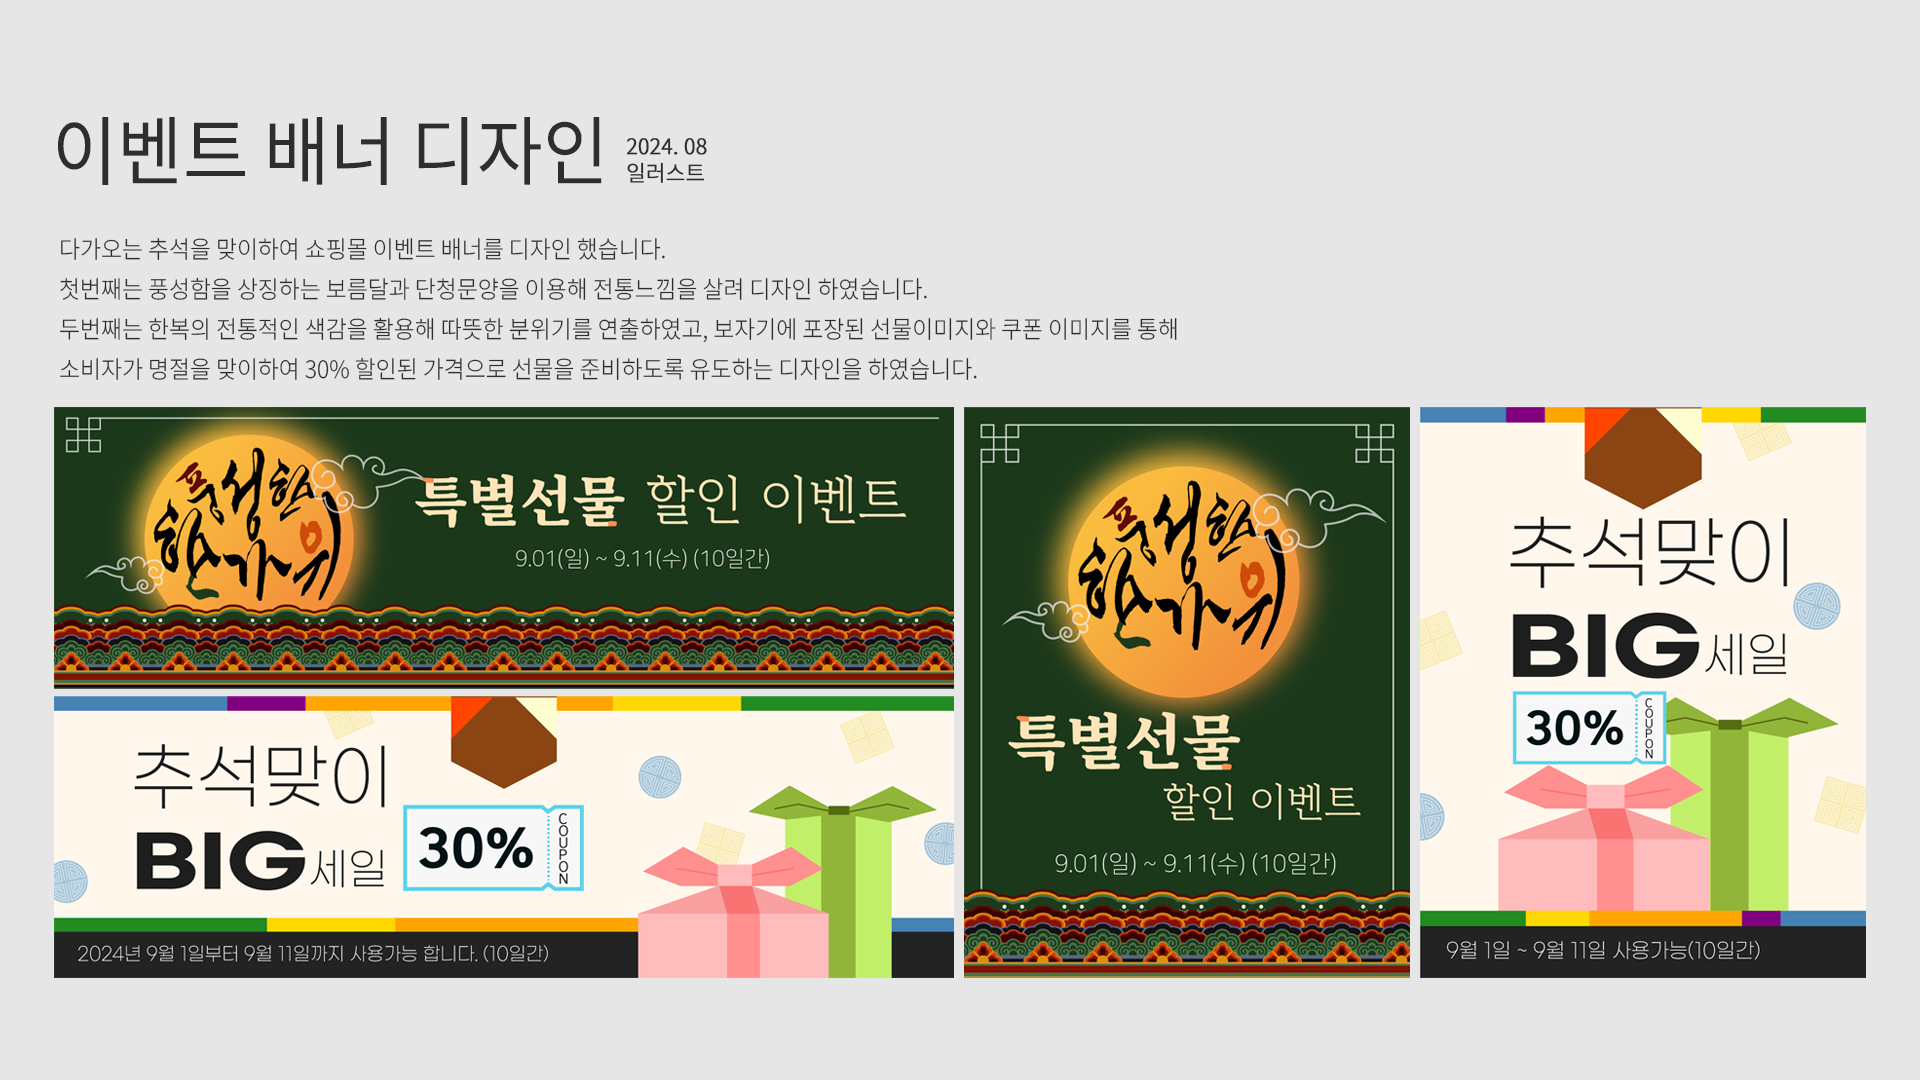 이벤트 배너 디자인
2024. 08
일러스트
다가오는 추석을 맞이하여 쇼핑몰 이벤트 배너를 디자인 했습니다.
첫번째는 풍성함을 상징하는 보름달과 단청문양을 이용해 전통느낌을 살려 디자인 하였습니다.
두번째는 한복의 전통적인 색감을 활용해 따뜻한 분위기를 연출하였고, 보자기에 포장된 선물이미지와 쿠폰 이미지를 통해
소비자가 명절을 맞이하여 30% 할인된 가격으로 선물을 준비하도록 유도하는 디자인을 하였습니다.
풍성한
한가위
특별선물 할인 이벤트
9.01(일) ~ 9.11(수) (10일간)
추석맞이
BIG세일
30%
COUPON
2024년 9월 1일부터 9월 11일까지 사용가능 합니다. (10일간)
풍성한
한가위
특별선물
할인 이벤트
9.01(일) ~ 9.11(수) (10일간)
추석맞이
BIG세일
30%
COUPON
9월 1일 ~ 9월 11일 사용가능(10일간)